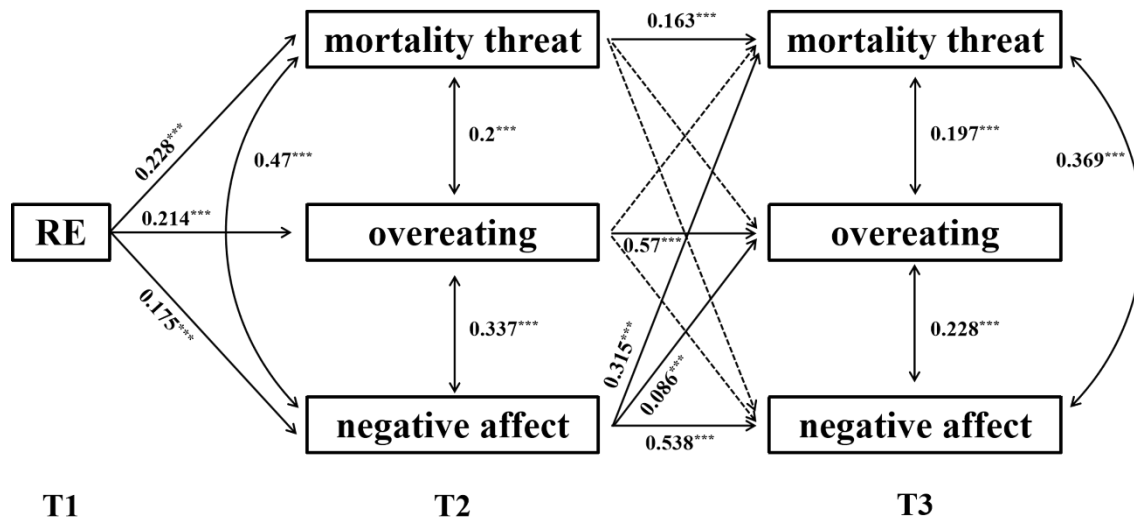 mortality threat
0.163***
mortality threat
0.228***
0.47***
0.2***
0.197***
0.369***
RE
0.214***
overeating
0.57***
overeating
0.175***
0.337***
0.315***
0.086***
0.228***
negative affect
0.538***
negative affect
T1
T2
T3